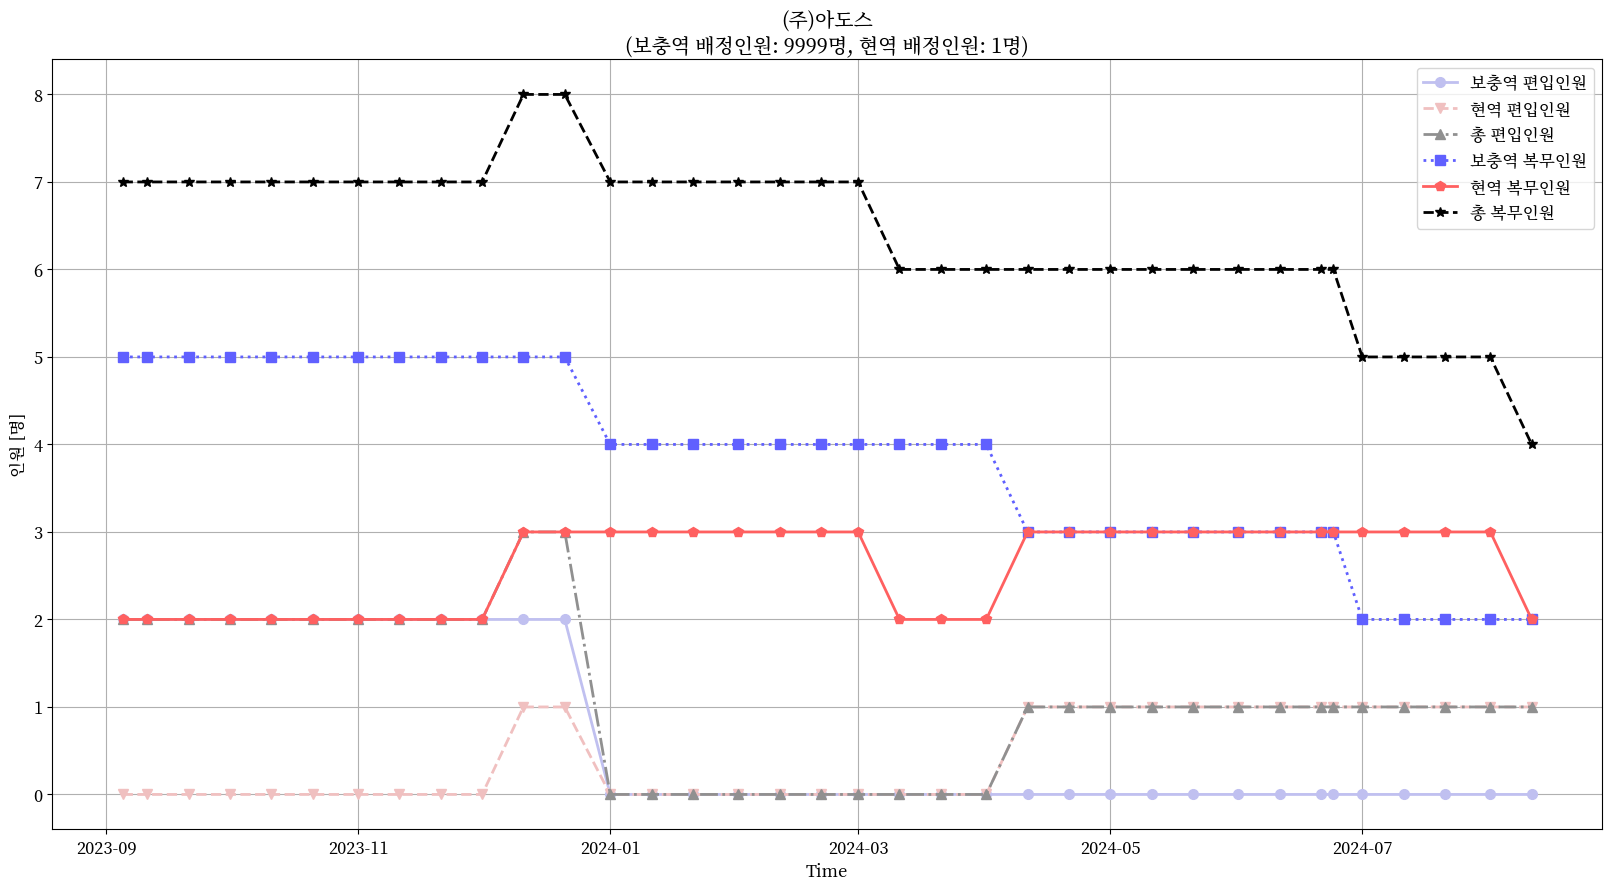 (주)아도스
(보충역 배정인원: 9999명, 현역 배정인원: 1명)
보충역 편입인원
현역 편입인원
총 편입인원
보충역 복무인원
현역 복무인원
총 복무인원
인원 [명]
8
7
6
5
4
3
2
1
0
2023-09 2023-11 2024-01 2024-03 2024-05 2024-07
Time